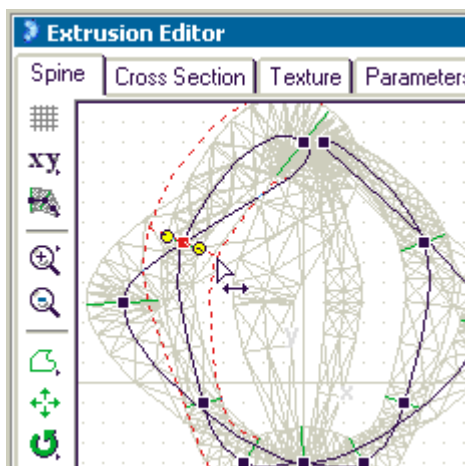 Extrusion Editor
Spine Cross Section Texture Parameters
xy
Y
X